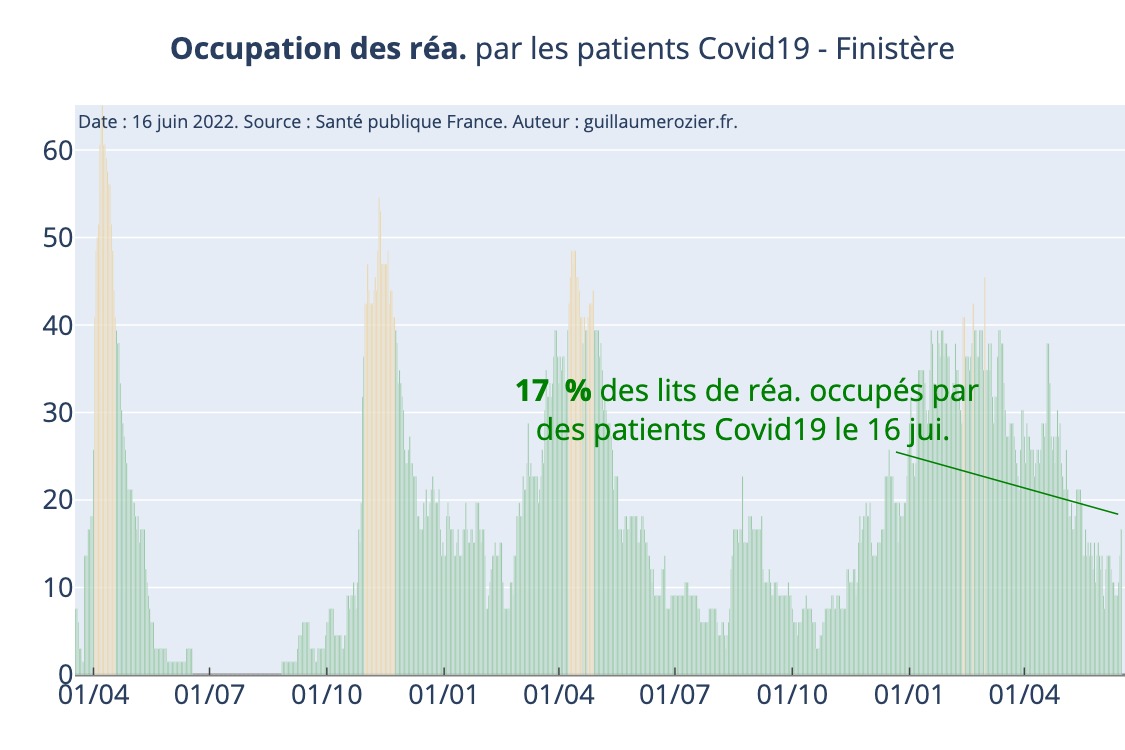 Occupation des réa. par les patients Covid19 - Finistère
Date : 16 juin 2022. Source : Santé publique France. Auteur : guillaumerozier.fr.
60
50
40
17 % des lits de réa. occupés par
des patients Covid19 le 16 jui.
30
20
10
0
01/04 01/07 01/10 01/01 01/04 01/07 01/10 01/01 01/04